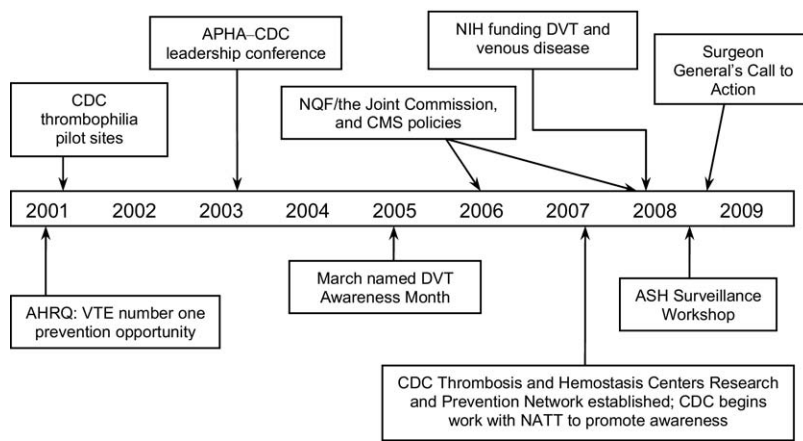 APHA–CDC
leadership conference
NIH funding DVT and
venous disease
Surgeon
General's Call to
Action
CDC
thrombophilia
pilot sites
NQF/the Joint Commission,
and CMS policies
2001 2002 2003 2004 2005 2006 2007 2008 2009
AHRQ: VTE number one
prevention opportunity
March named DVT
Awareness Month
ASH Surveillance
Workshop
CDC Thrombosis and Hemostasis Centers Research
and Prevention Network established; CDC begins
work with NATT to promote awareness